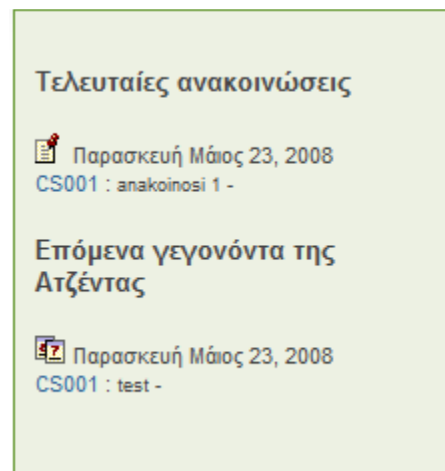 Τελευταίες ανακοινώσεις
Παρασκευή Μάιος 23, 2008
CS001 : anakoinosi 1 -
Επόμενα γεγονόντα της
Ατζέντας
Παρασκευή Μάιος 23, 2008
CS001 : test -